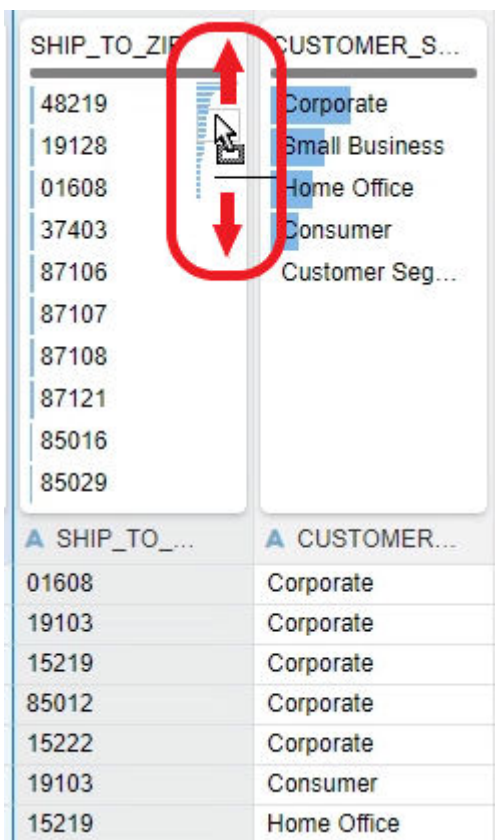 SHIP_TO_ZI
48219
19128
01608
37403
87106
87107
87108
87121
85016
85029
CUSTOMER_S...
Corporate
Small Business
Home Office
Consumer
Customer Seg...
A SHIP_TO_... A CUSTOMER...
01608 Corporate
19103 Corporate
15219 Corporate
85012 Corporate
15222 Corporate
19103 Consumer
15219 Home Office